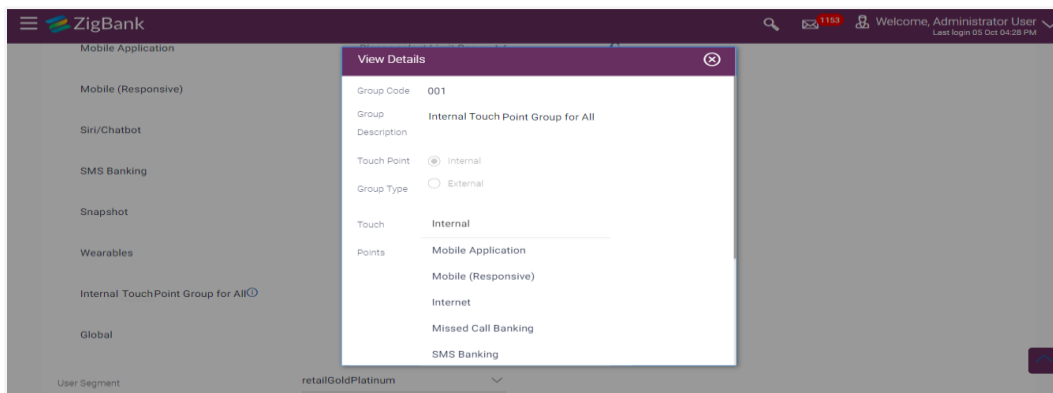 ZigBank
1153
Welcome, Administrator User
Last login 05 Oct 04:28 PM
Mobile Application
Mobile (Responsive)
Siri/Chatbot
SMS Banking
Snapshot
Wearables
Internal TouchPoint Group for All
Global
User Segment
retailGoldPlatinum
View Details
Group Code 001
Group Description
Internal Touch Point Group for All
Touch Point Group Type
Internal
External
Touch Points
Internal
Mobile Application
Mobile (Responsive)
Internet
Missed Call Banking
SMS Banking